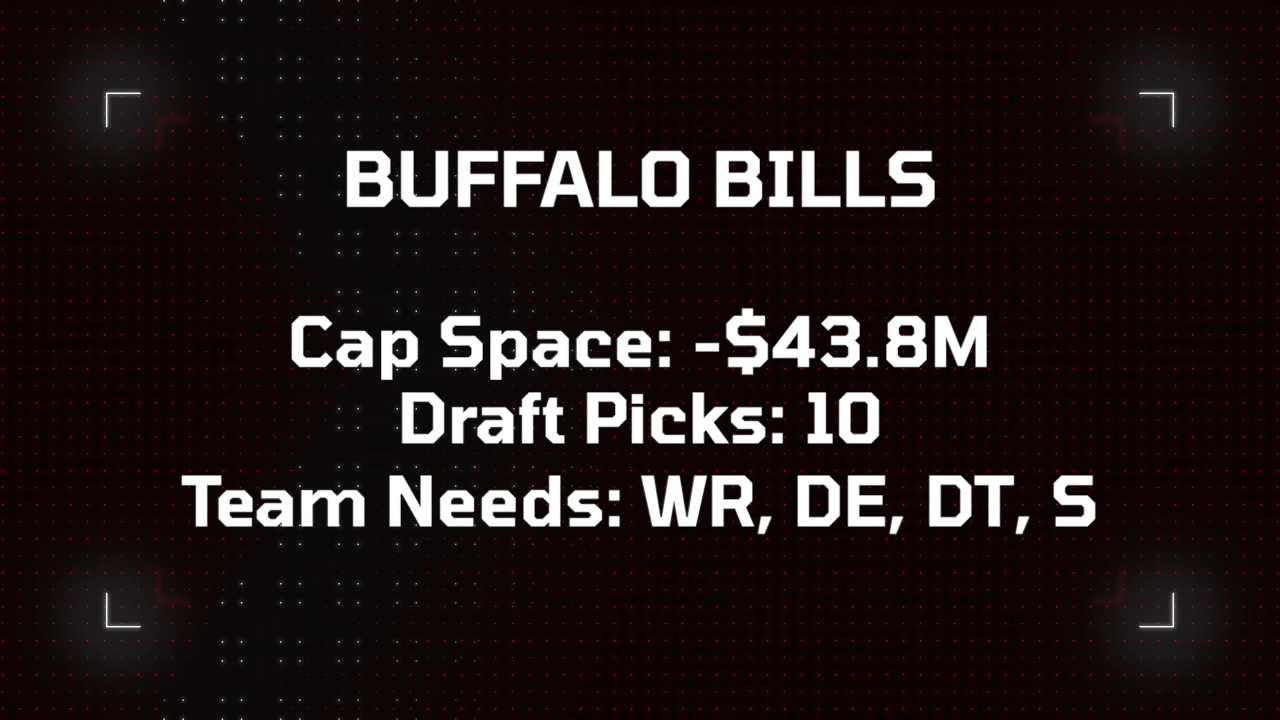 BUFFALO BILLS
Cap Space: -$43.8M
Draft Picks: 10
Team Needs: WR, DE, DT, S